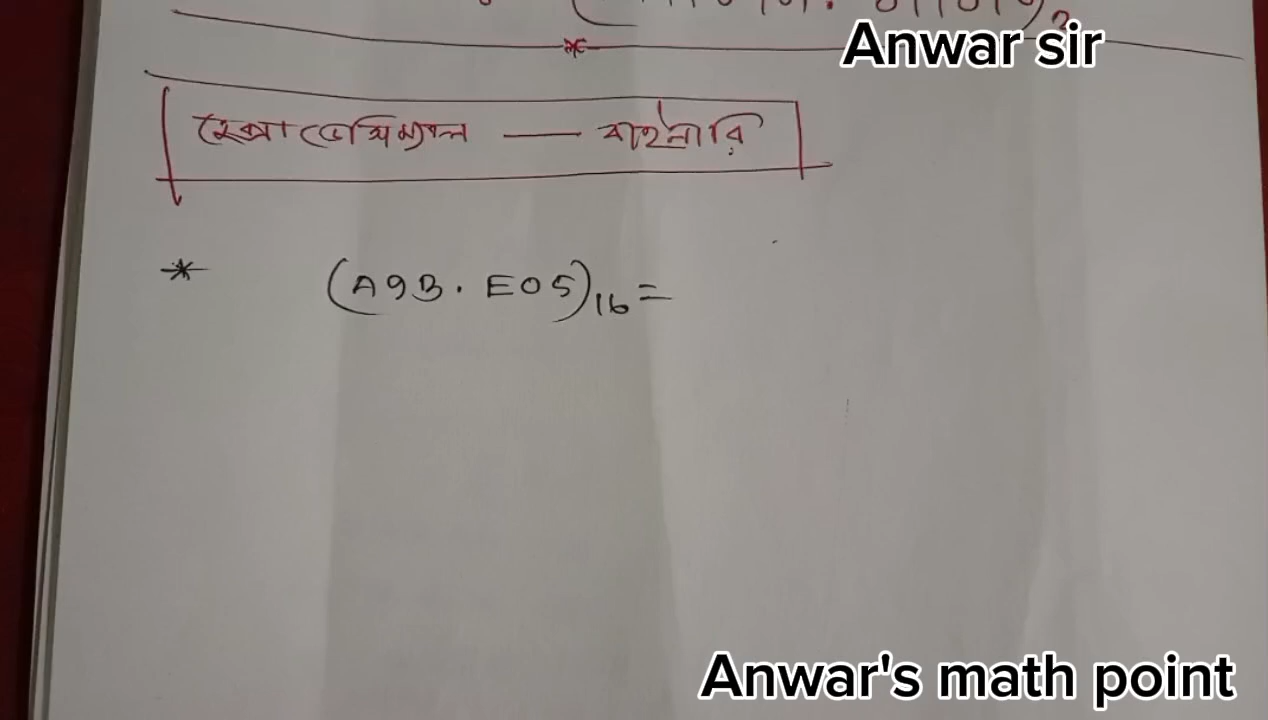 Anwar sir
হেক্সাডেসিম্যাল — বাইনারি
* (A9B. E05)16 =
Anwar's math point